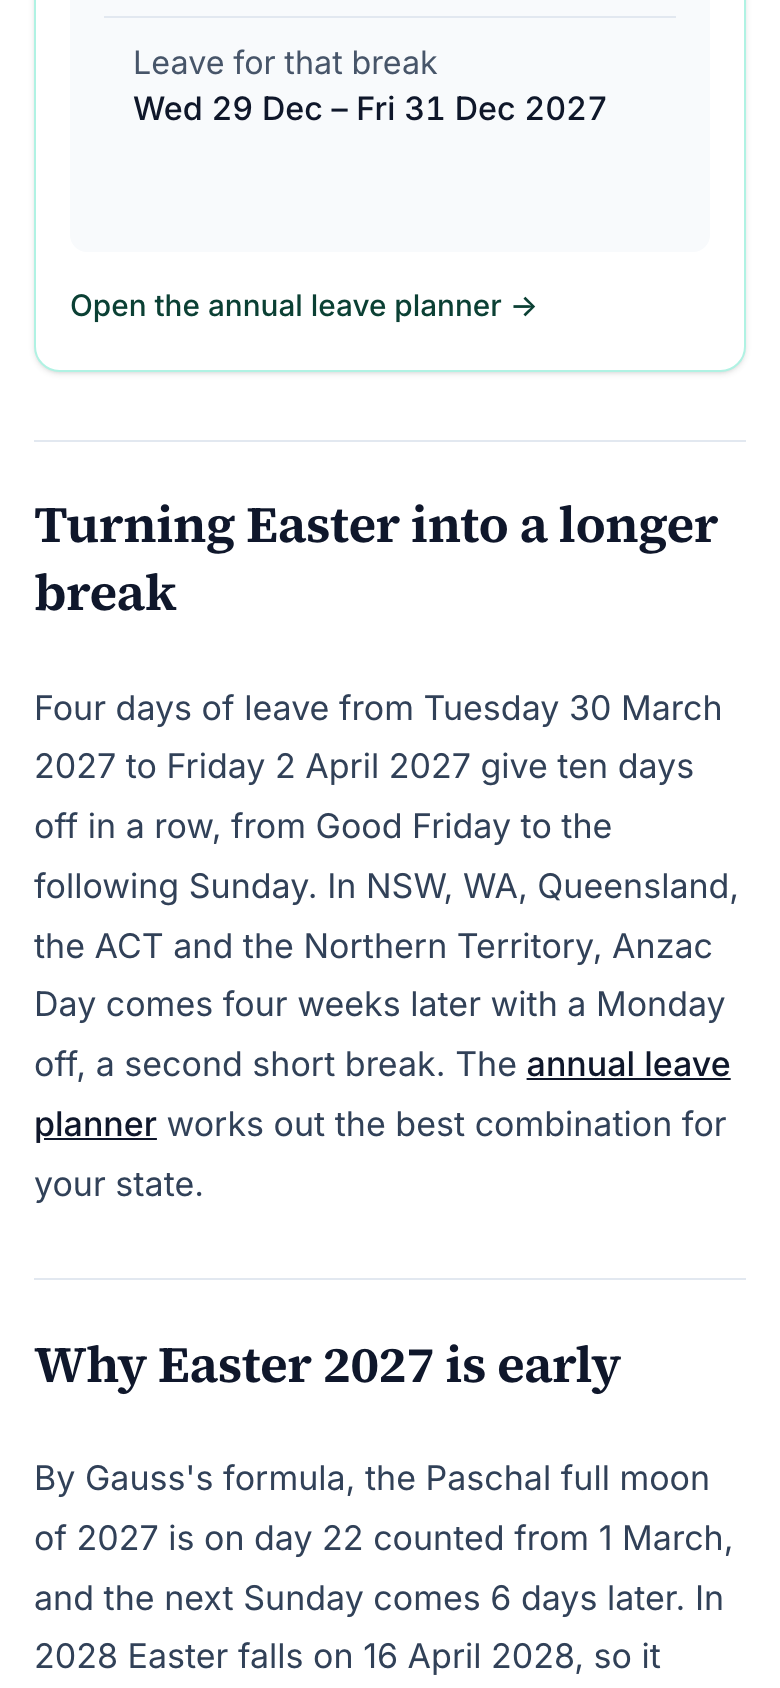 Leave for that break
Wed 29 Dec – Fri 31 Dec 2027
Open the annual leave planner →
Turning Easter into a longer
break
Four days of leave from Tuesday 30 March
2027 to Friday 2 April 2027 give ten days
off in a row, from Good Friday to the
following Sunday. In NSW, WA, Queensland,
the ACT and the Northern Territory, Anzac
Day comes four weeks later with a Monday
off, a second short break. The annual leave
planner works out the best combination for
your state.
Why Easter 2027 is early
By Gauss's formula, the Paschal full moon
of 2027 is on day 22 counted from 1 March,
and the next Sunday comes 6 days later. In
2028 Easter falls on 16 April 2028, so it